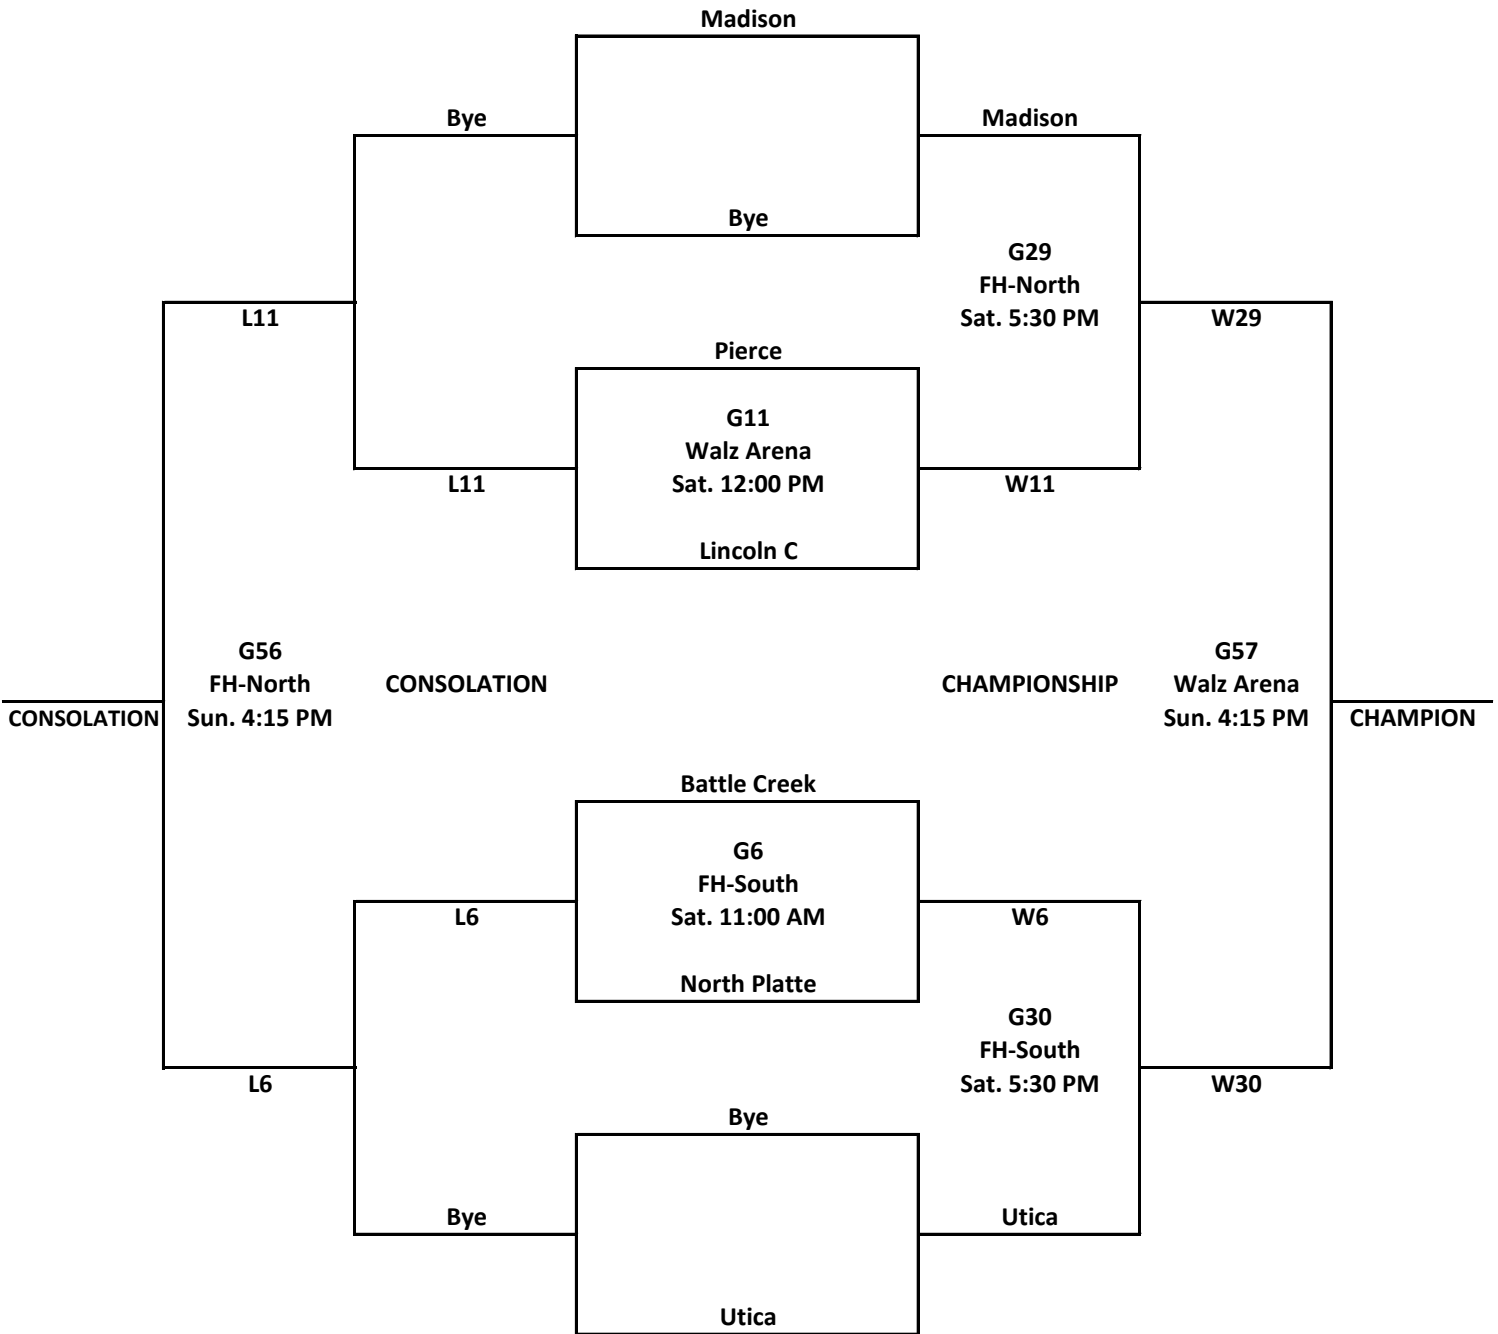 Madison
Bye
Madison
Bye
G29
FH-North
Sat. 5:30 PM
L11
W29
Pierce
G11
Walz Arena
Sat. 12:00 PM
L11
W11
Lincoln C
G56
FH-North
Sun. 4:15 PM
CONSOLATION
CONSOLATION
CHAMPIONSHIP
G57
Walz Arena
Sun. 4:15 PM
CHAMPION
Battle Creek
G6
FH-South
Sat. 11:00 AM
L6
W6
North Platte
G30
FH-South
Sat. 5:30 PM
L6
W30
Bye
Bye
Utica
Utica